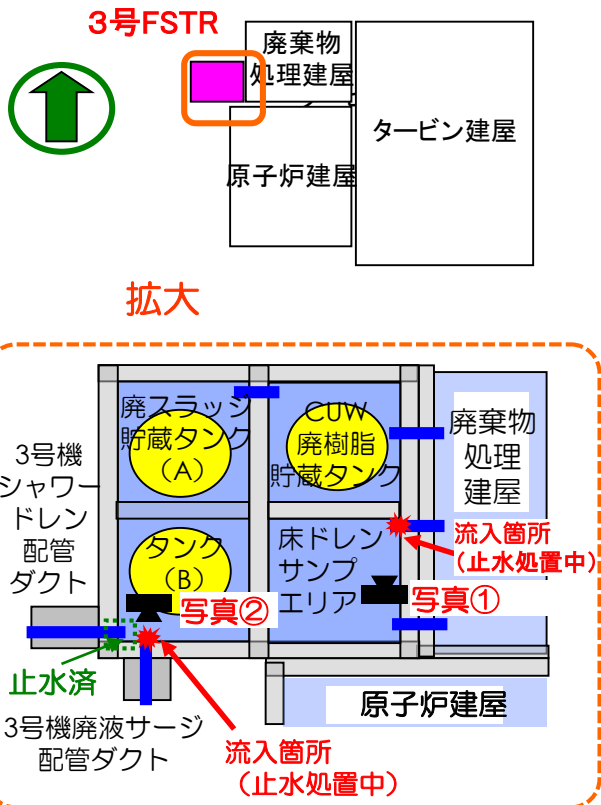 3号FSTR
廃棄物
処理建屋
タービン建屋
原子炉建屋
拡大
廃スラッジ
貯蔵タンク
（A）
CUW
廃樹脂
貯蔵タンク
廃棄物
処理
建屋
3号機
シャワー
ドレン
配管
ダクト
タンク
（B）
床ドレン
サンプ
エリア
流入箇所
（止水処置中）
写真①
写真②
止水済
原子炉建屋
3号機廃液サージ
配管ダクト
流入箇所
（止水処置中）